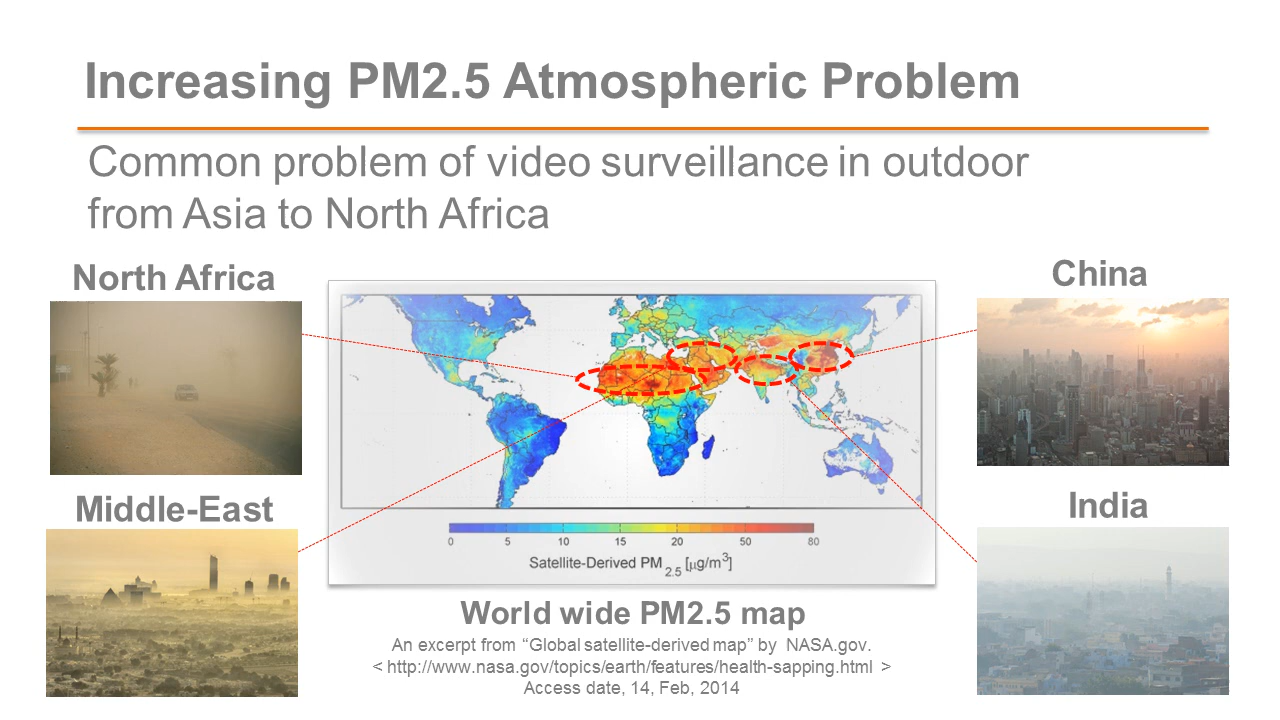 Increasing PM2.5 Atmospheric Problem
Common problem of video surveillance in outdoor
from Asia to North Africa
North Africa
China
Middle-East
India
0 5 10 15 20 50 80
Satellite-Derived PM 2.5 [μg/m³]
World wide PM2.5 map
An excerpt from “Global satellite-derived map” by NASA.gov.
< http://www.nasa.gov/topics/earth/features/health-sapping.html >
Access date, 14, Feb, 2014